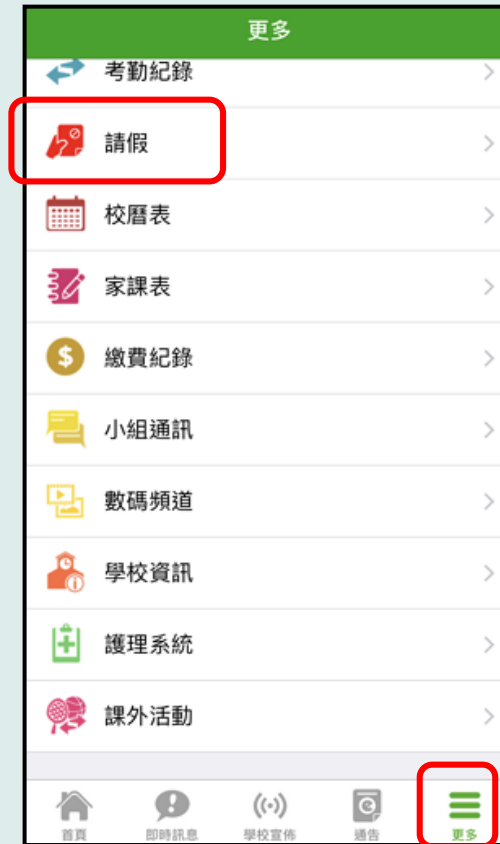 更多
考勤紀錄
請假
校曆表
家課表
繳費紀錄
小組通訊
數碼頻道
學校資訊
護理系統
課外活動
首頁 即時訊息 學校宣佈 通告 更多